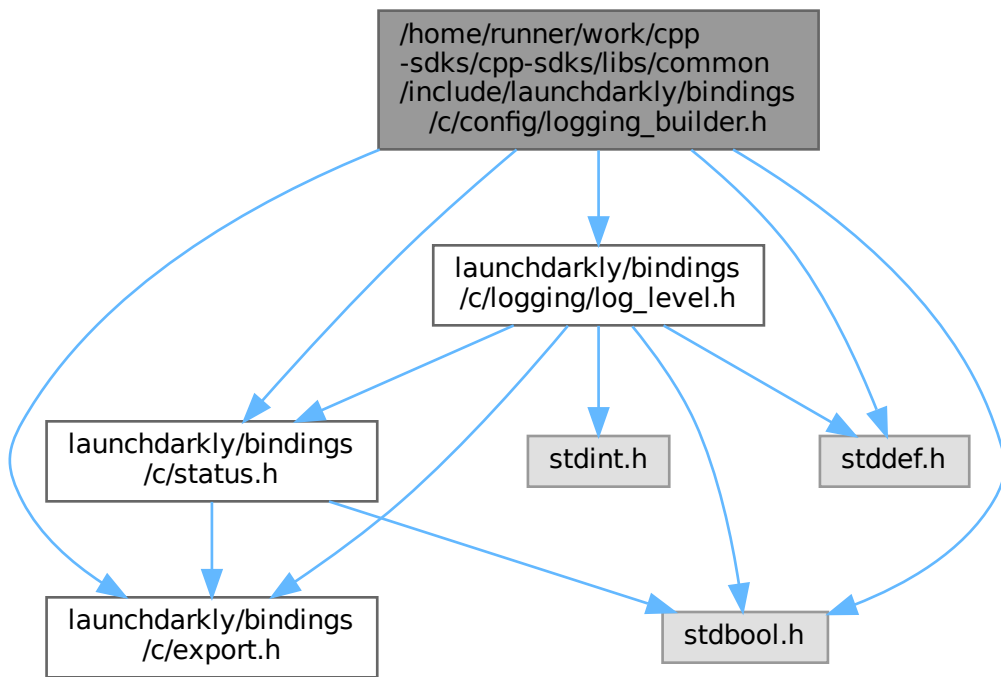 /home/runner/work/cpp
-sdks/cpp-sdks/libs/common
/include/launchdarkly/bindings
/c/config/logging_builder.h
launchdarkly/bindings
/c/logging/log_level.h
launchdarkly/bindings
/c/status.h
stdint.h
stddef.h
launchdarkly/bindings
/c/export.h
stdbool.h